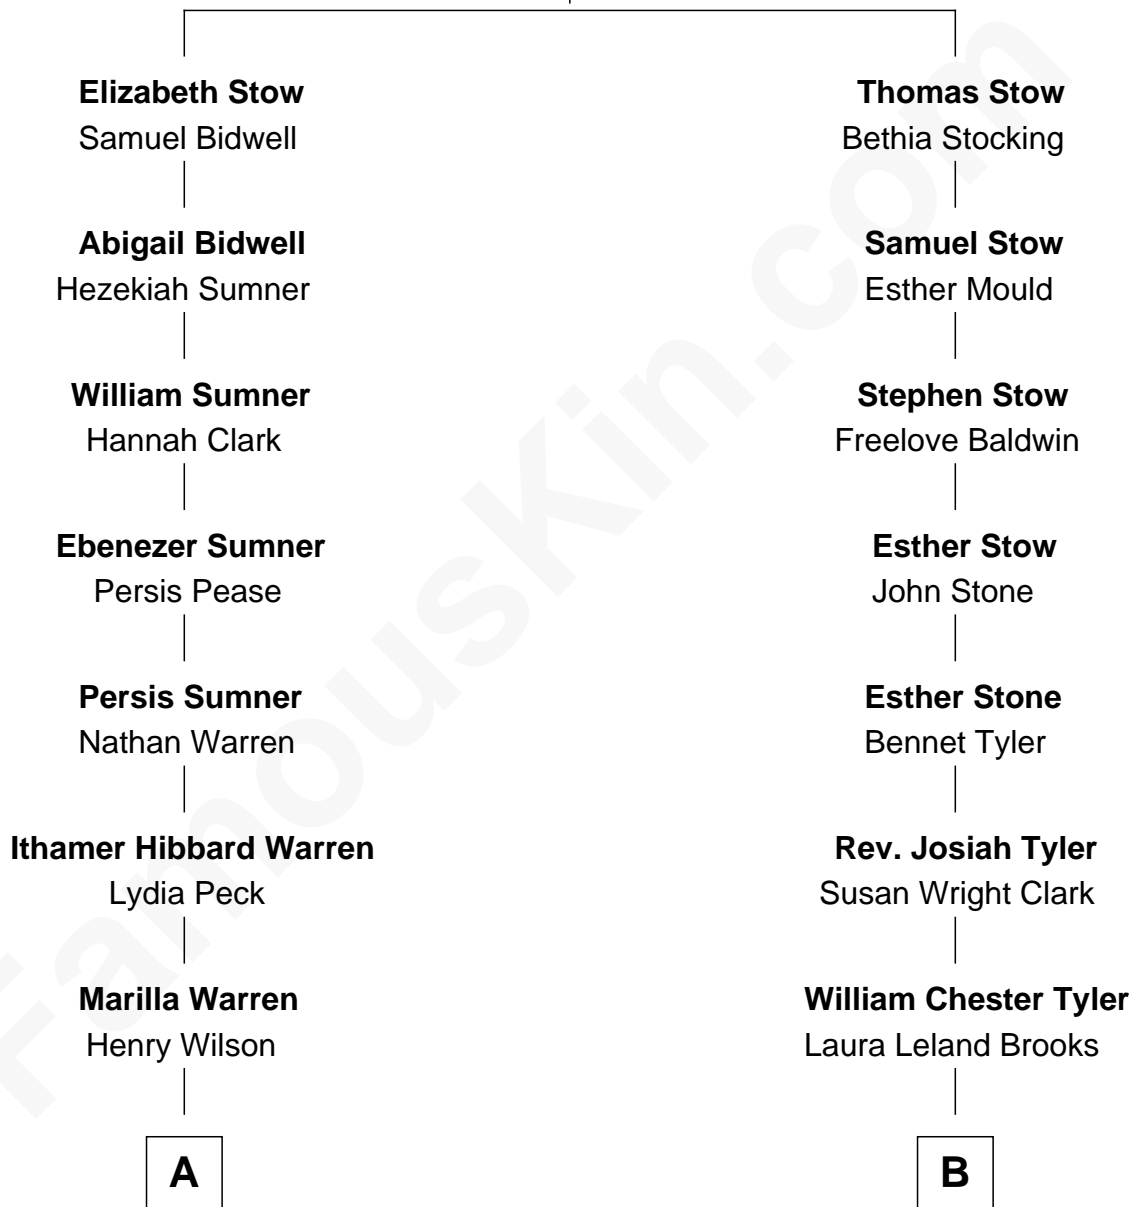 Elizabeth Stow
Samuel Bidwell
Abigail Bidwell
Hezekiah Sumner
William Sumner
Hannah Clark
Ebenezer Sumner
Persis Pease
Persis Sumner
Nathan Warren
Ithamer Hibbard Warren
Lydia Peck
Marilla Warren
Henry Wilson
A
Thomas Stow
Bethia Stocking
Samuel Stow
Esther Mould
Stephen Stow
Freelove Baldwin
Esther Stow
John Stone
Esther Stone
Bennet Tyler
Rev. Josiah Tyler
Susan Wright Clark
William Chester Tyler
Laura Leland Brooks
B
FamousKin.com